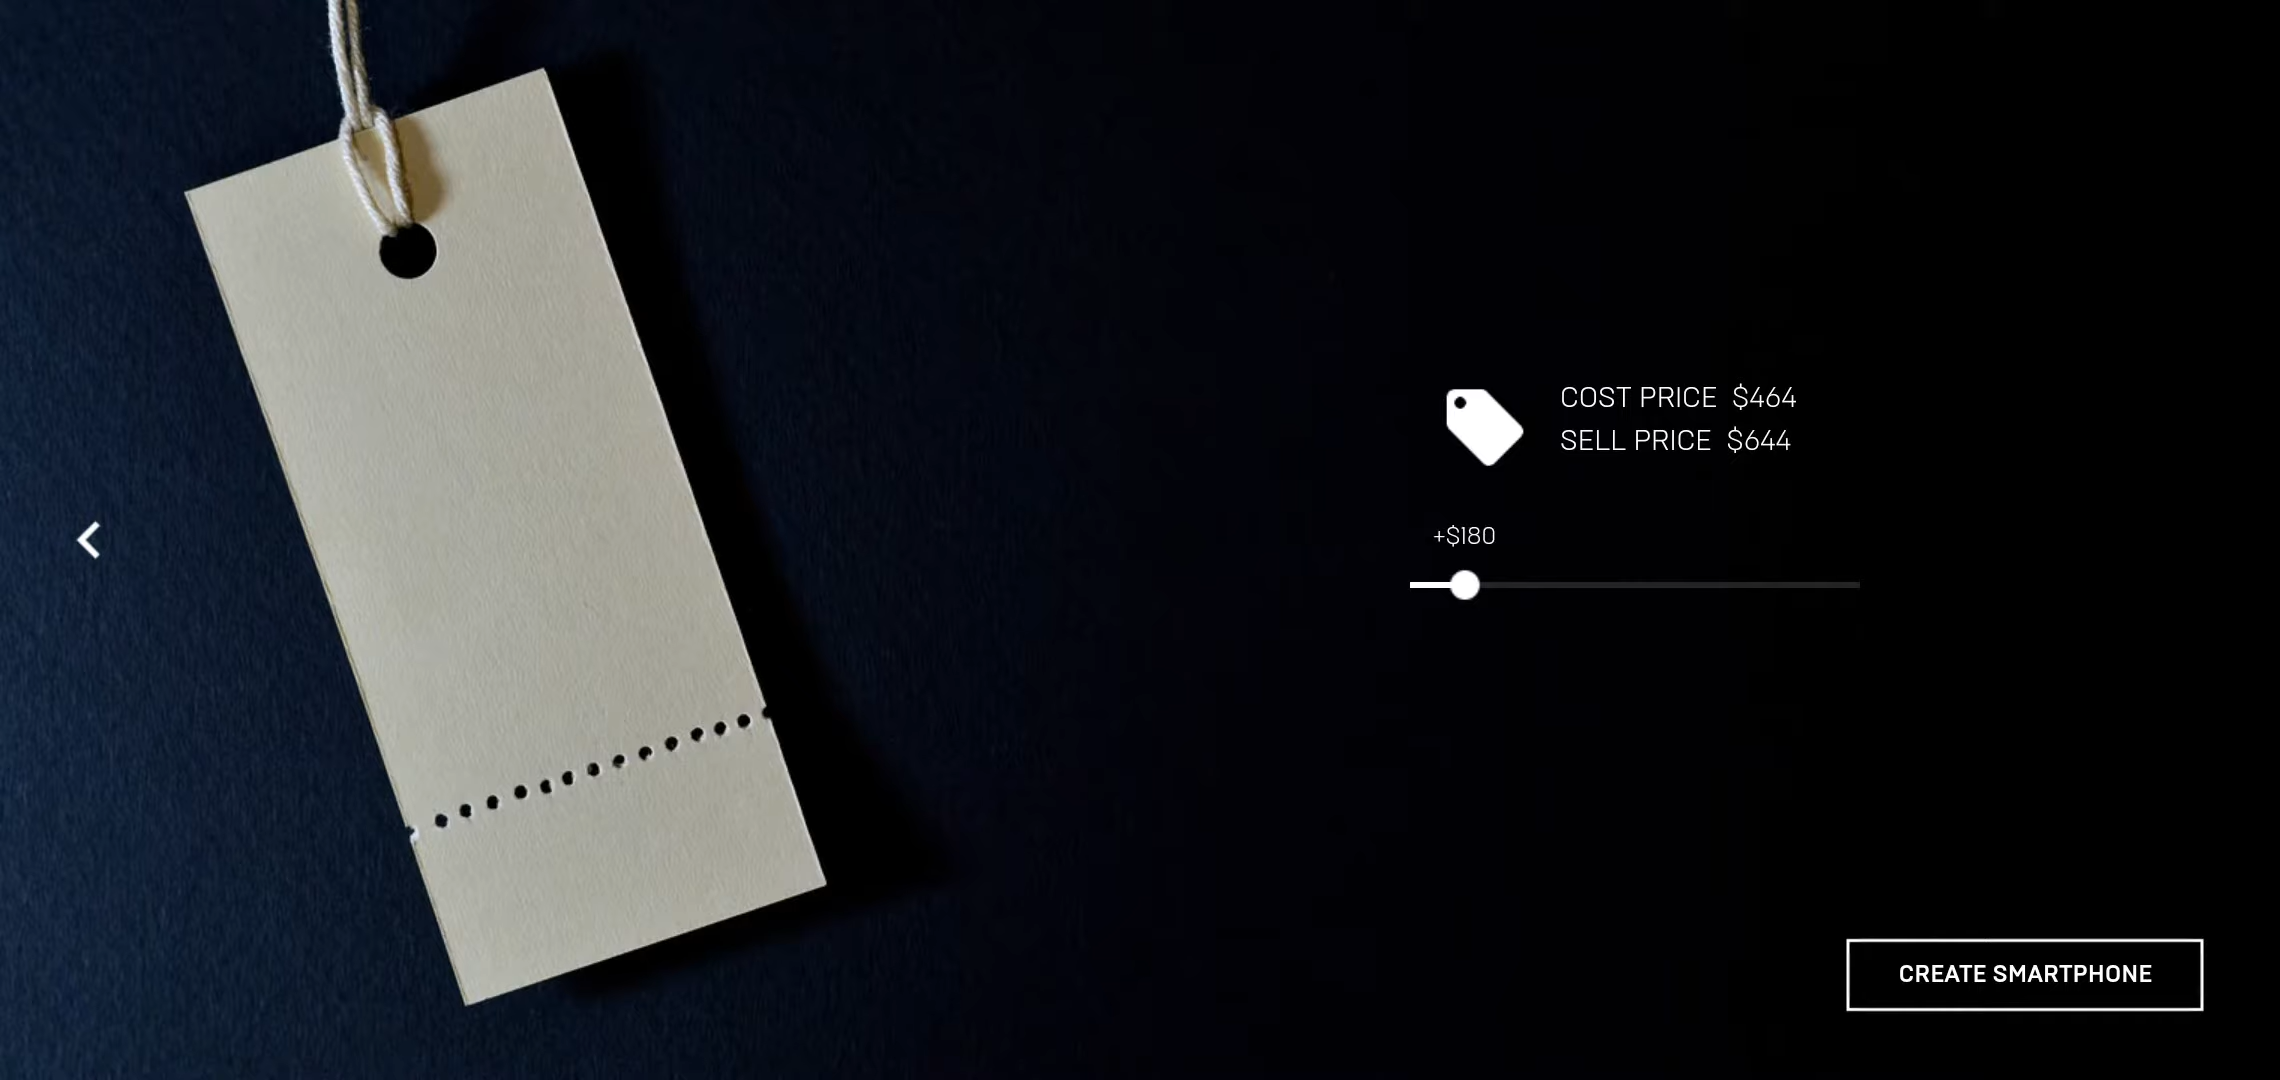 COST PRICE $464
SELL PRICE $644
+$180
CREATE SMARTPHONE